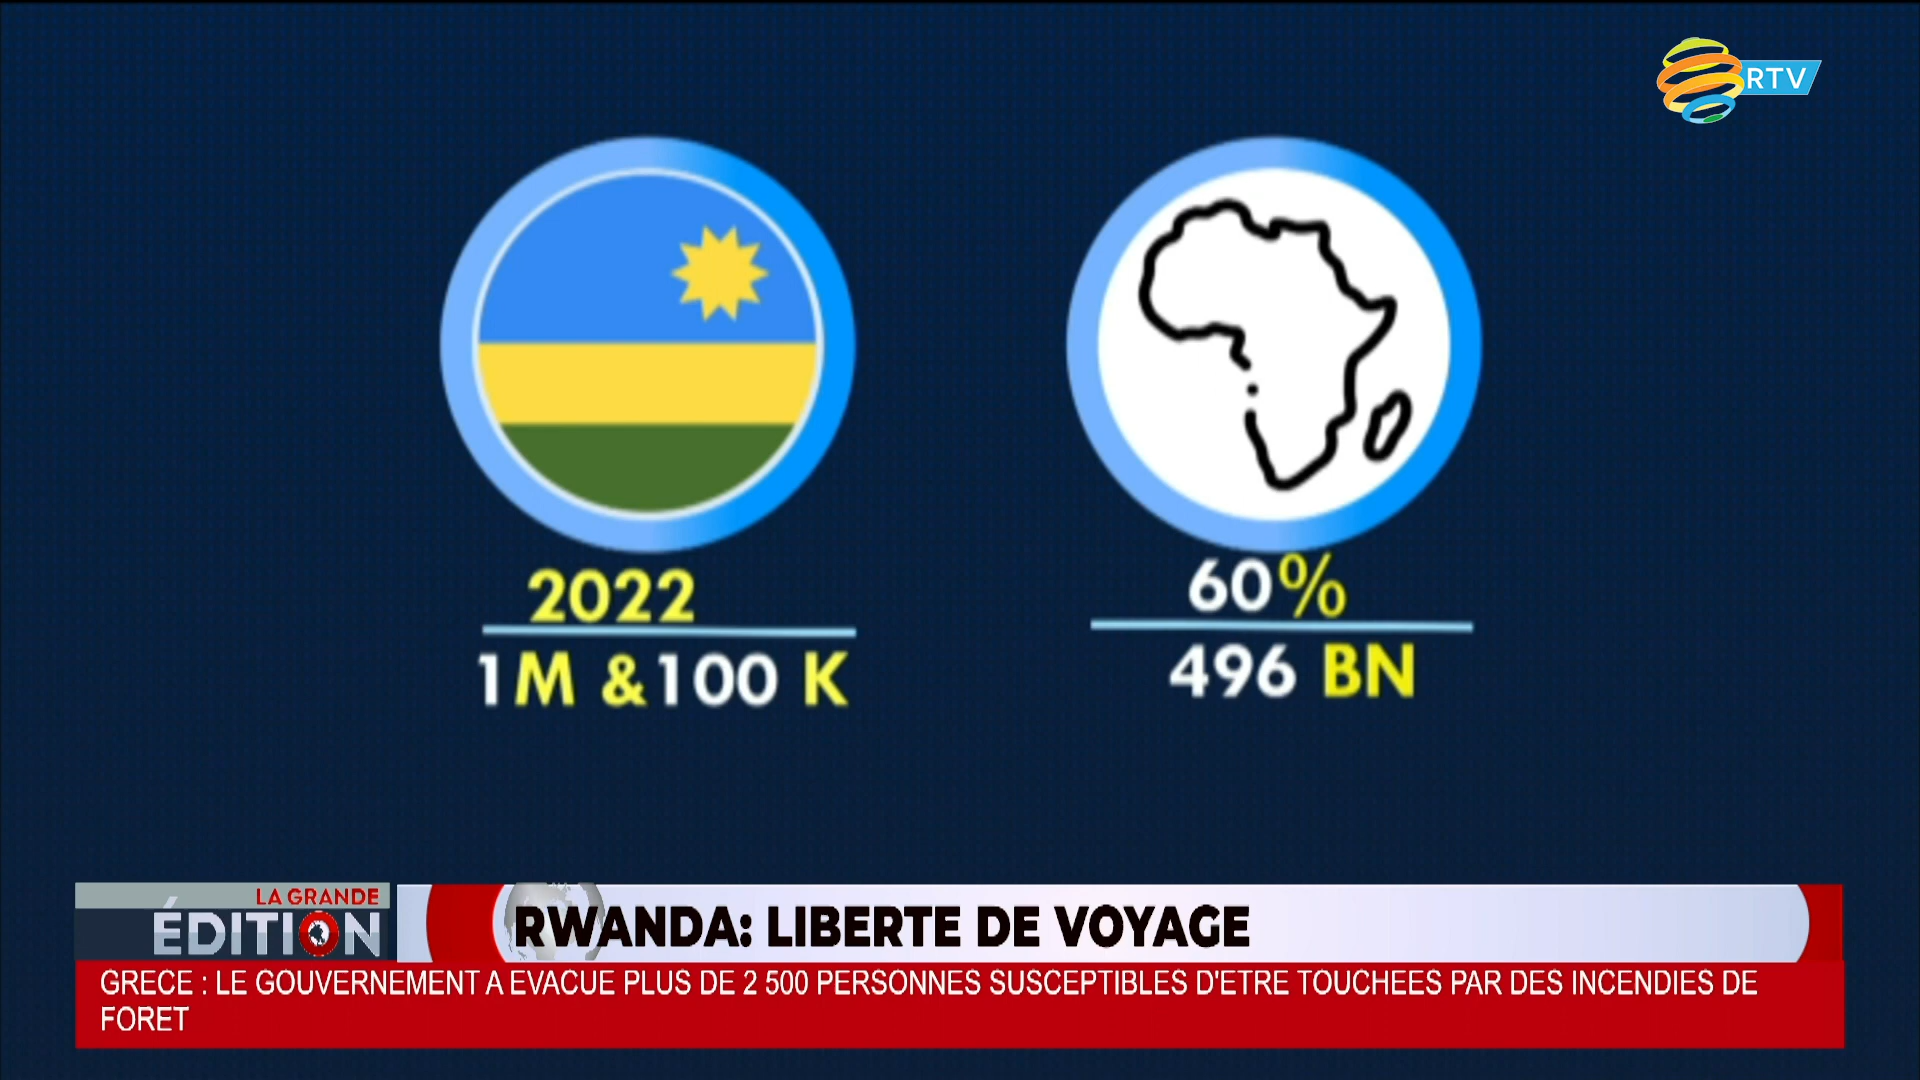 RTV
2022
1M &100 K
60%
496 BN
LA GRANDE
ÉDITION
RWANDA: LIBERTE DE VOYAGE
GRECE : LE GOUVERNEMENT A EVACUE PLUS DE 2 500 PERSONNES SUSCEPTIBLES D'ETRE TOUCHEES PAR DES INCENDIES DE
FORET